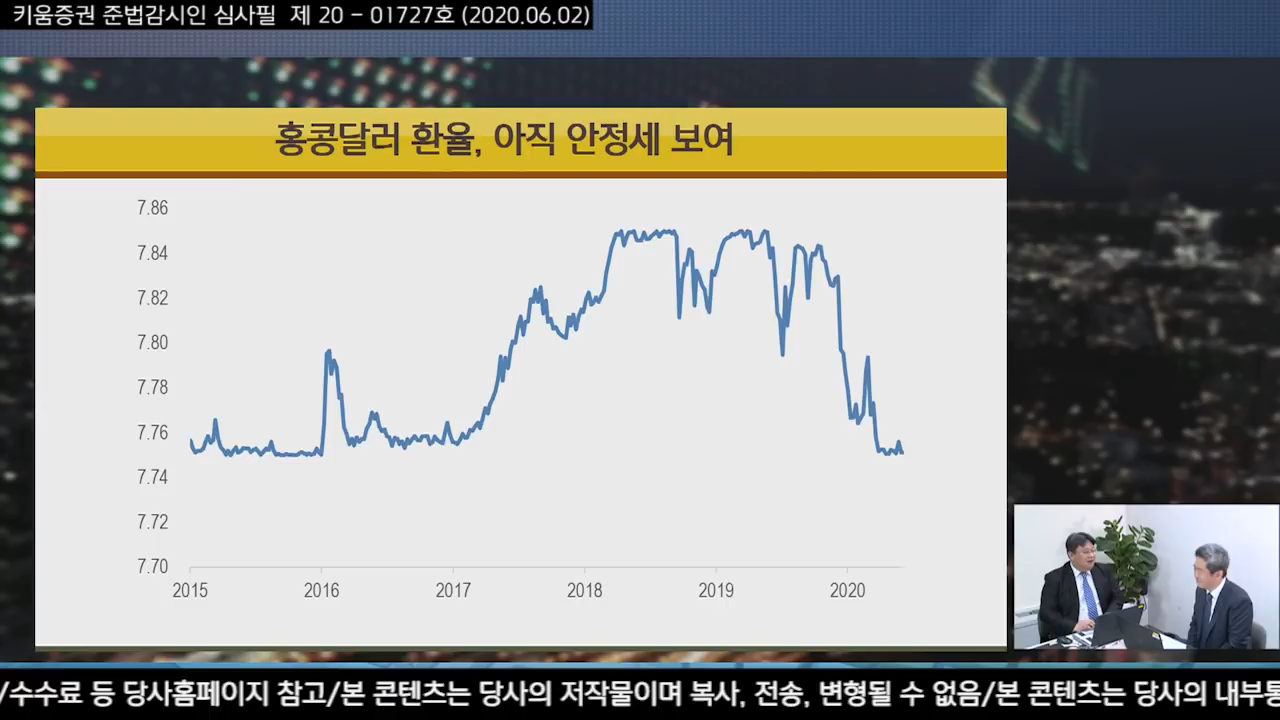 키움증권 준법감시인 심사필 제 20 - 01727호 (2020.06.02)
홍콩달러 환율, 아직 안정세 보여
7.86
7.84
7.82
7.80
7.78
7.76
7.74
7.72
7.70
2015 2016 2017 2018 2019 2020
/수수료 등 당사홈페이지 참고/본 콘텐츠는 당사의 저작물이며 복사, 전송, 변형될 수 없음/본 콘텐츠는 당사의 내부통